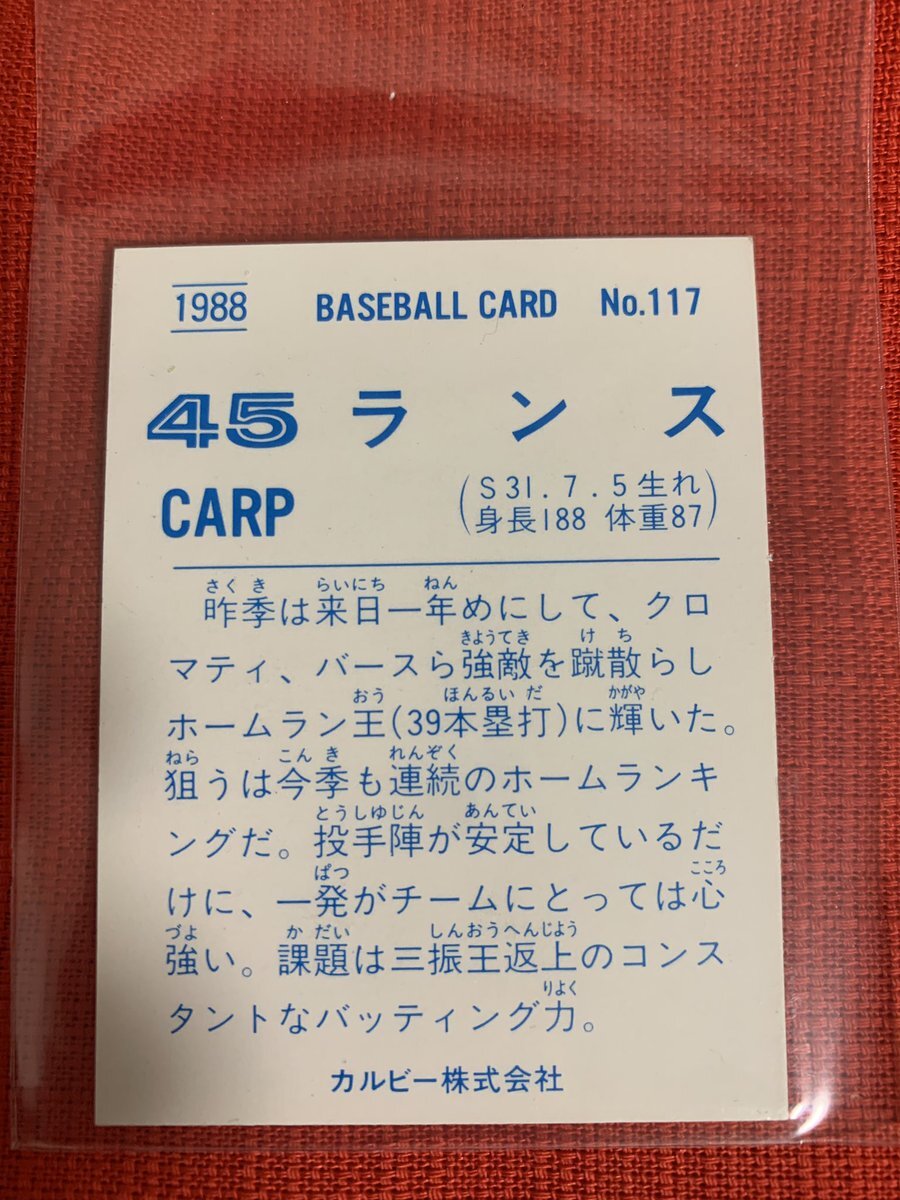 1988 BASEBALL CARD No.117
45 ランス
CARP
(S31.7.5生れ
身長188 体重87)
さくき らいにち ねん
昨季は来日一年めにして、クロ
きようてき けち
マティ、バースら強敵を蹴散らし
おう ほんるいだ かがや
ホームラン王(39本塁打)に輝いた。
ねら こんき れんぞく
狙うは今季も連続のホームランキ
とうしゆじん あんてい
ングだ。投手陣が安定しているだ
ぱつ こころ
けに、一発がチームにとっては心
づよ かだい しんおうへんじよう
強い。課題は三振王返上のコンス
りよく
タントなバッティング力。
カルビー株式会社